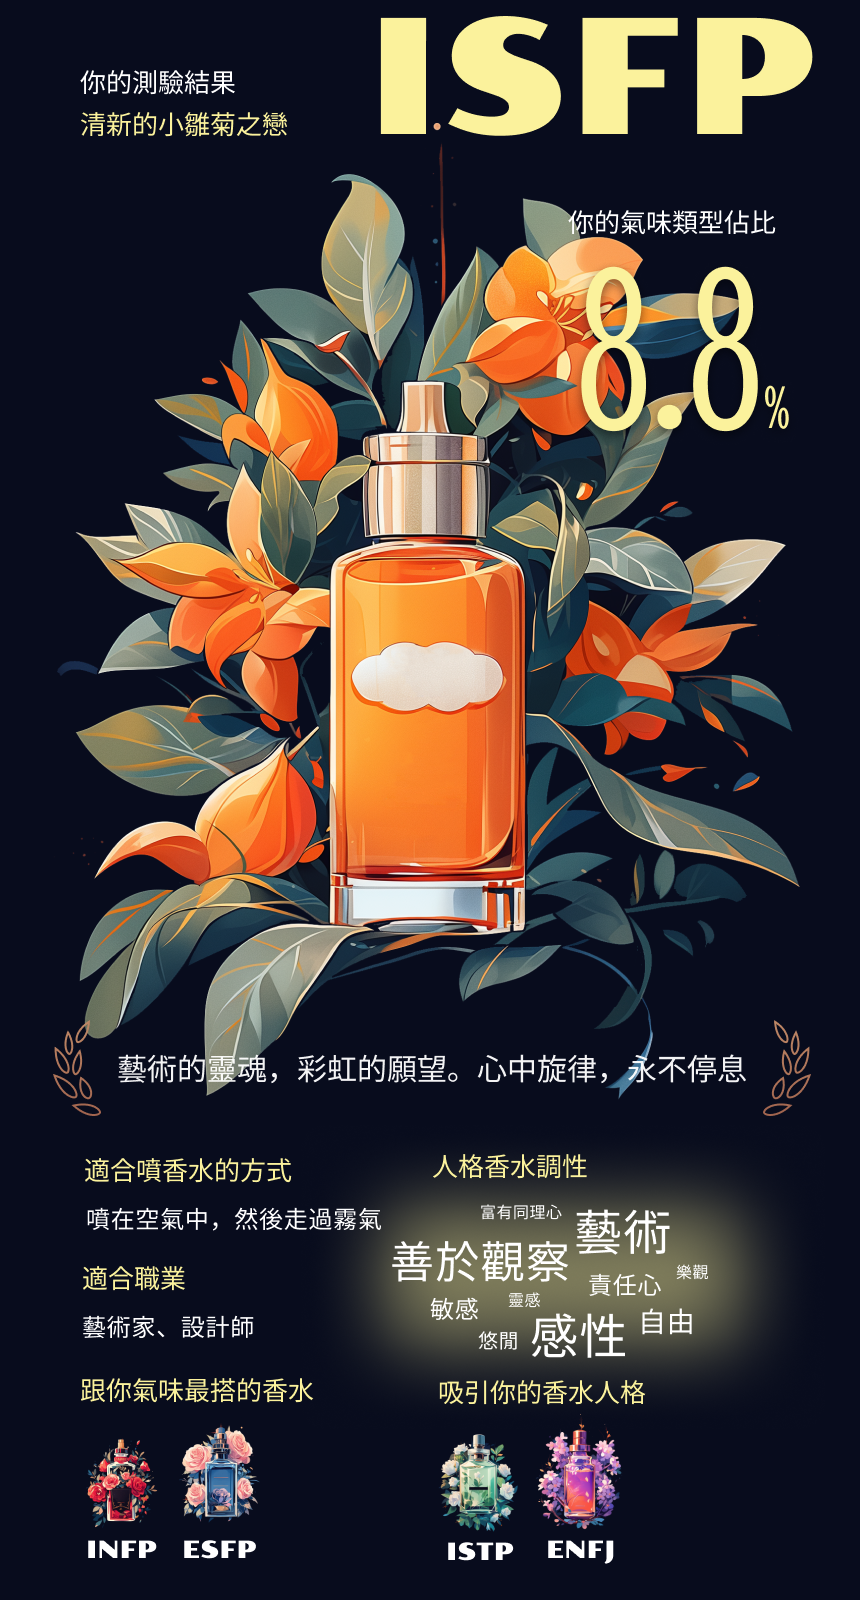 ISFP
你的測驗結果
清新的小雛菊之戀
你的氣味類型佔比
8.8%
藝術的靈魂，彩虹的願望。心中旋律，永不停息
適合噴香水的方式
噴在空氣中，然後走過霧氣
適合職業
藝術家、設計師
人格香水調性
富有同理心
藝術
善於觀察
樂觀
責任心
靈感
敏感
自由
感性
悠閒
跟你氣味最搭的香水
INFP ESFP
吸引你的香水人格
ISTP ENFJ